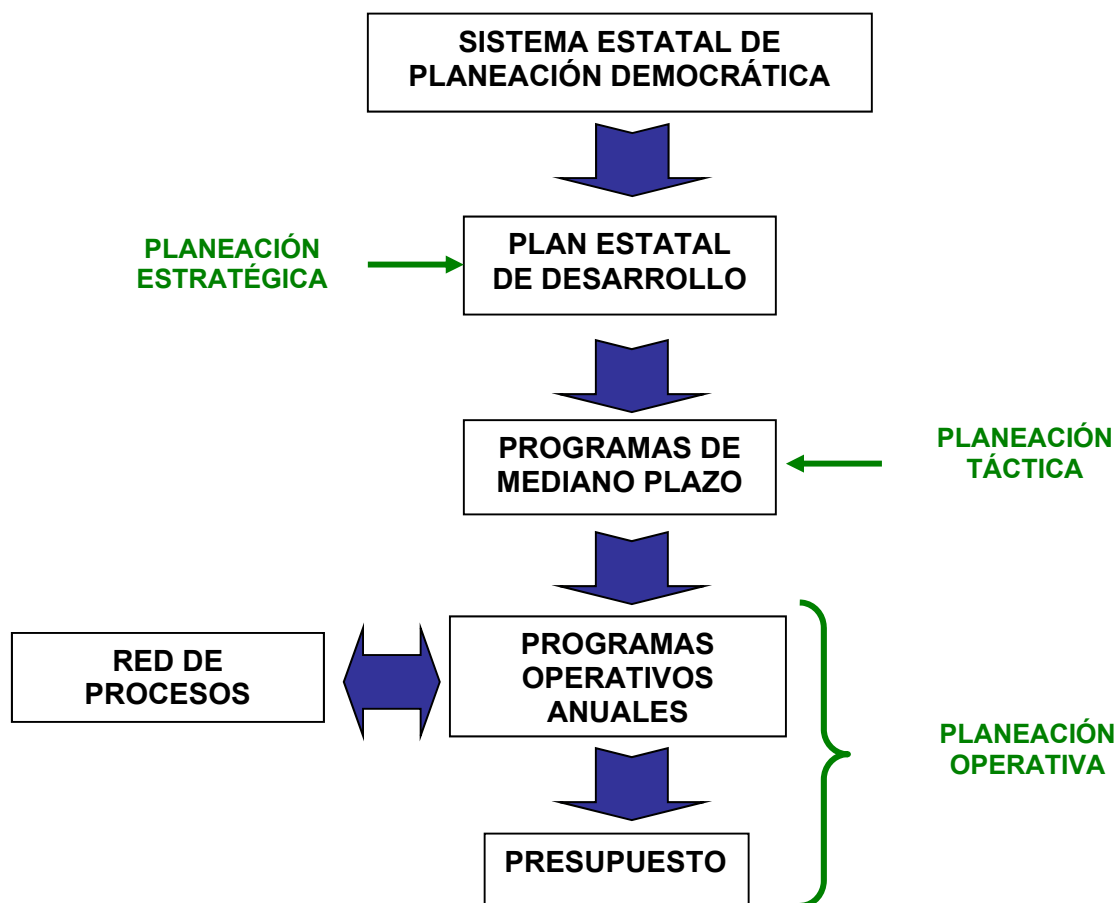 SISTEMA ESTATAL DE
PLANEACIÓN DEMOCRÁTICA
PLANEACIÓN
ESTRATÉGICA
PLAN ESTATAL
DE DESARROLLO
PROGRAMAS DE
MEDIANO PLAZO
PLANEACIÓN
TÁCTICA
RED DE
PROCESOS
PROGRAMAS
OPERATIVOS
ANUALES
PLANEACIÓN
OPERATIVA
PRESUPUESTO